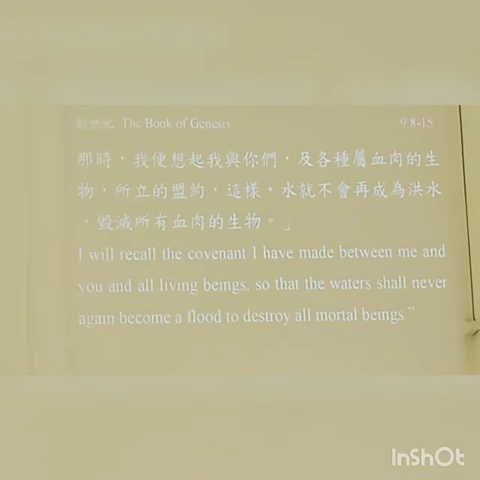 創世紀 The Book of Genesis 9:8-15
那時，我便想起我與你們，及各種屬血肉的生
物，所立的盟約，這樣，水就不會再成為洪水
，毀滅所有血肉的生物。」
I will recall the covenant I have made between me and
you and all living beings, so that the waters shall never
again become a flood to destroy all mortal beings”
InShOt